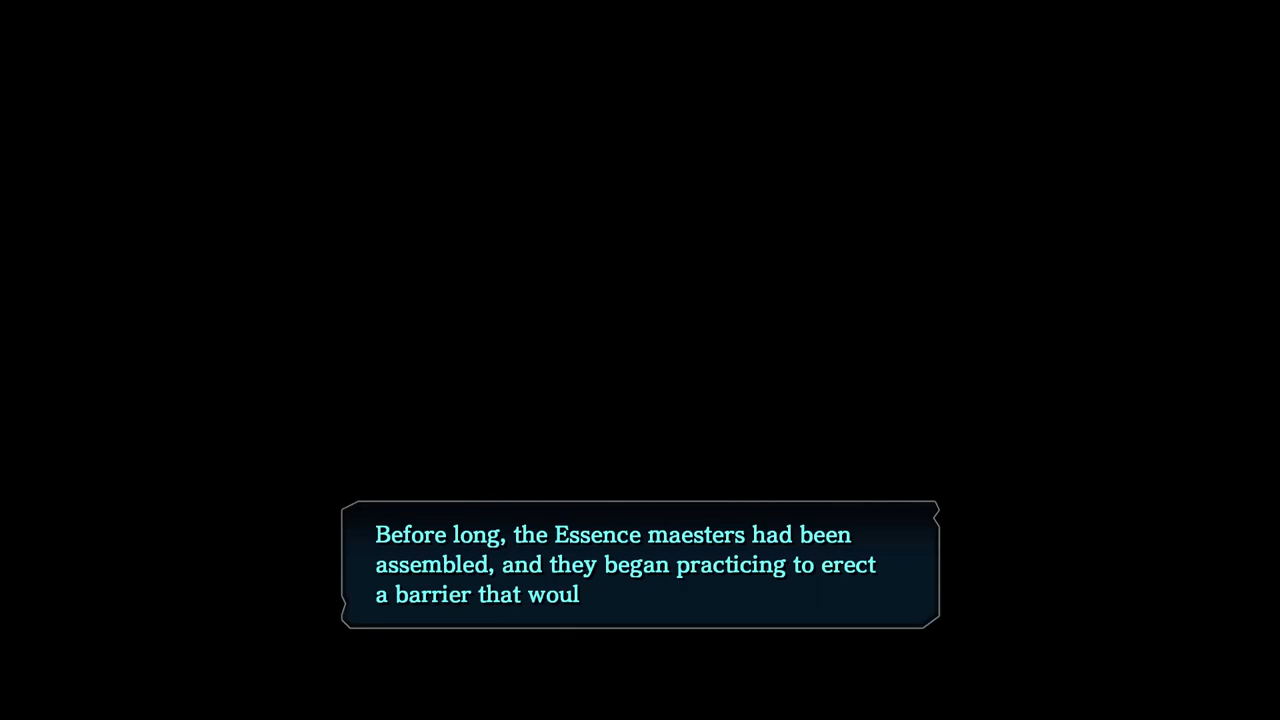 Before long, the Essence maesters had been
assembled, and they began practicing to erect
a barrier that woul